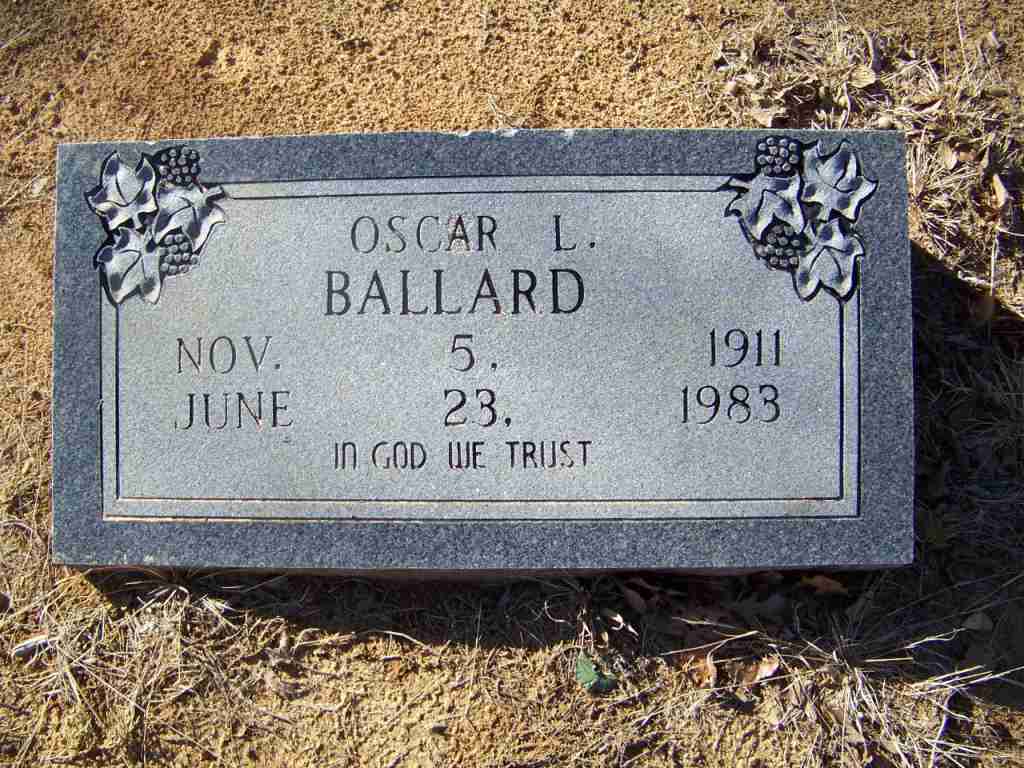 OSCAR L.
BALLARD
NOV. 5, 1911
JUNE 23, 1983
IN GOD WE TRUST